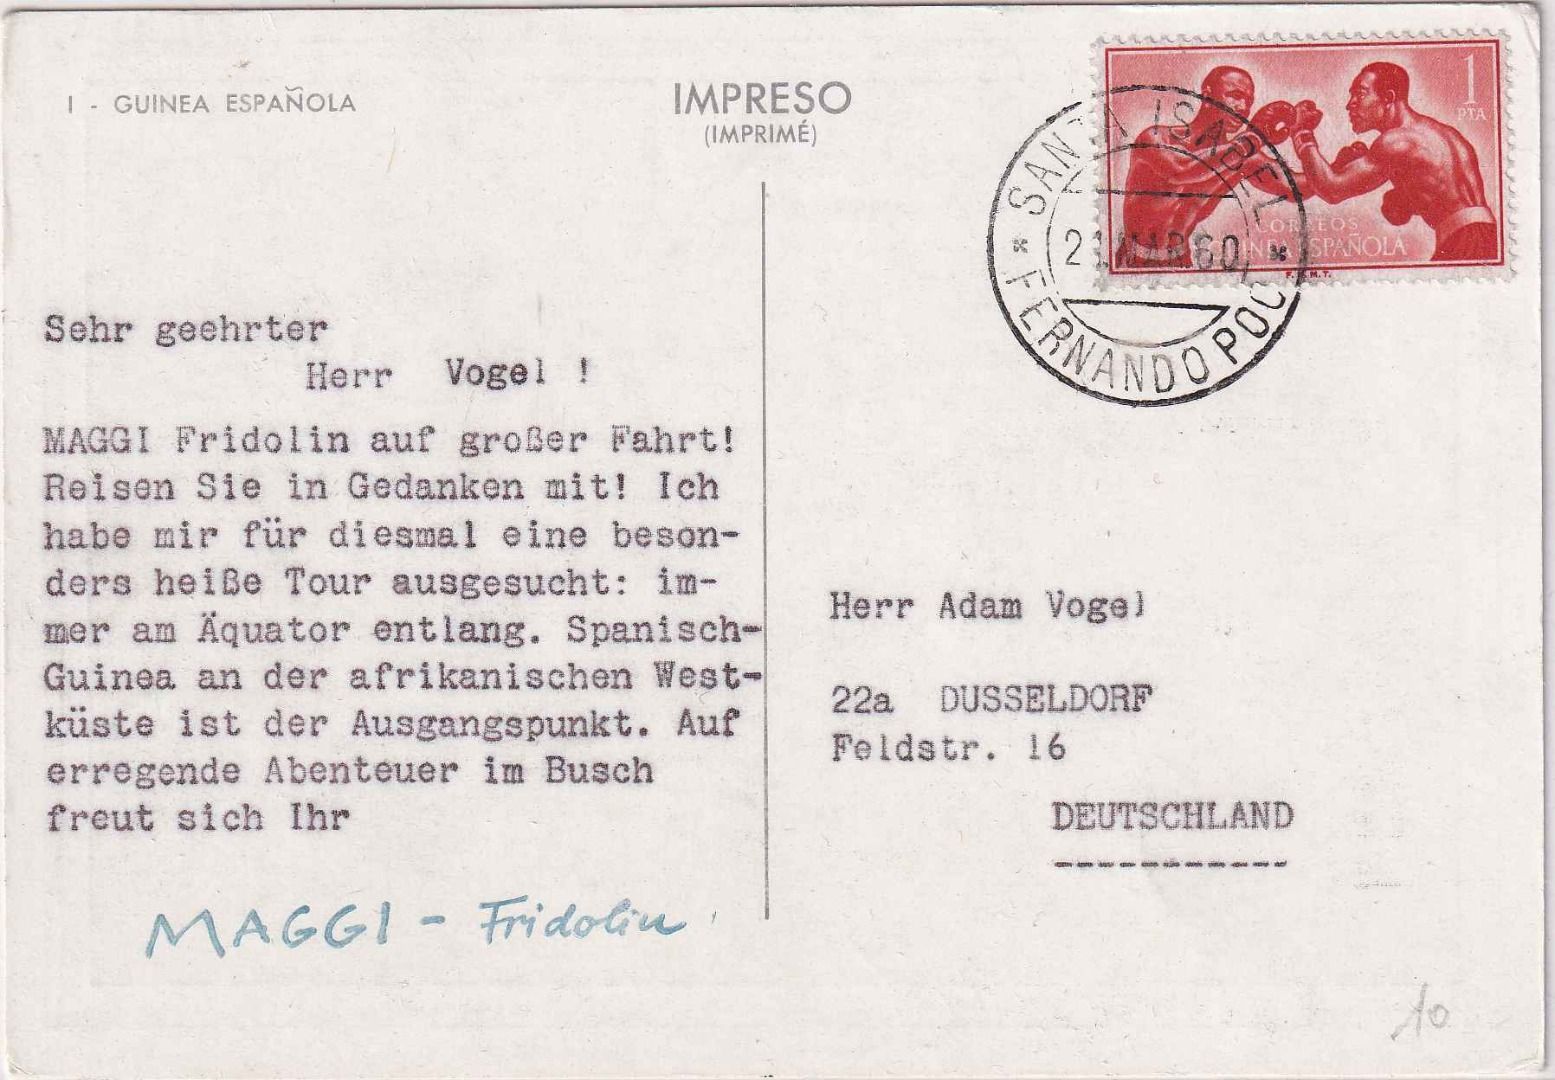 I - GUINEA ESPAÑOLA
IMPRESO
(IMPRIMÉ)
1
PTA
CORREOS
ESPAÑOLA
F.N.M.T.
SANTA ISABEL
MAR.60
* FERNANDO POO *
Sehr geehrter
Herr Vogel !
MAGGI Fridolin auf großer Fahrt!
Reisen Sie in Gedanken mit! Ich
habe mir für diesmal eine beson-
ders heiße Tour ausgesucht: im-
mer am Äquator entlang. Spanisch-
Guinea an der afrikanischen West-
küste ist der Ausgangspunkt. Auf
erregende Abenteuer im Busch
freut sich Ihr
MAGGI - Fridolin
Herr Adam Vogel
22a DUSSELDORF
Feldstr. 16
DEUTSCHLAND
-----------
10